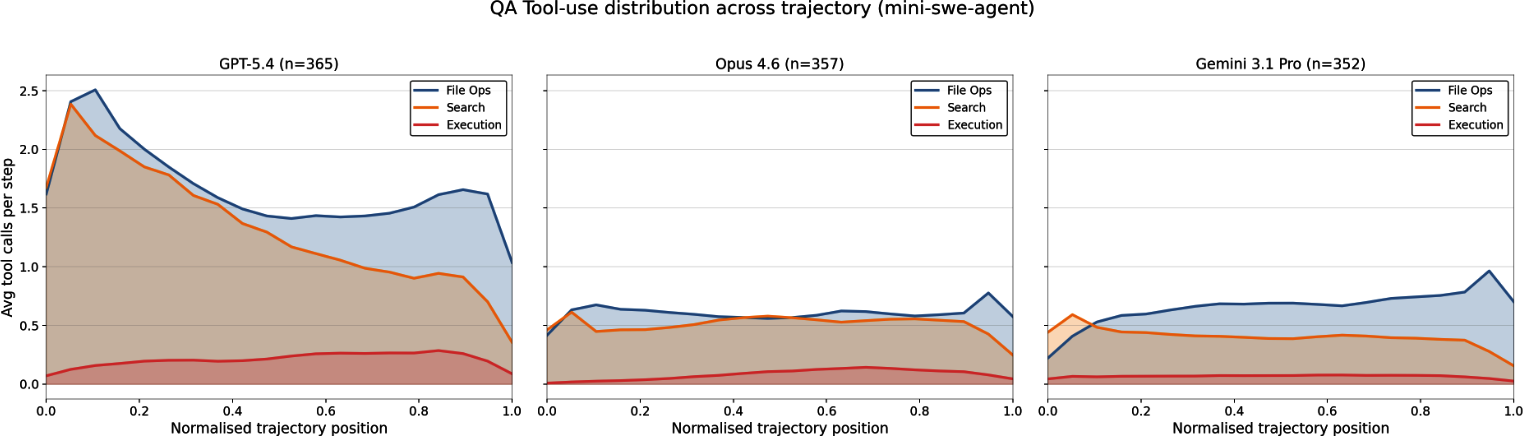 QA Tool-use distribution across trajectory (mini-swe-agent)
GPT-5.4 (n=365)
Opus 4.6 (n=357)
Gemini 3.1 Pro (n=352)
Avg tool calls per step
2.5
2.0
1.5
1.0
0.5
0.0
File Ops
Search
Execution
File Ops
Search
Execution
File Ops
Search
Execution
0.0 0.2 0.4 0.6 0.8 1.0
0.0 0.2 0.4 0.6 0.8 1.0
0.0 0.2 0.4 0.6 0.8 1.0
Normalised trajectory position
Normalised trajectory position
Normalised trajectory position